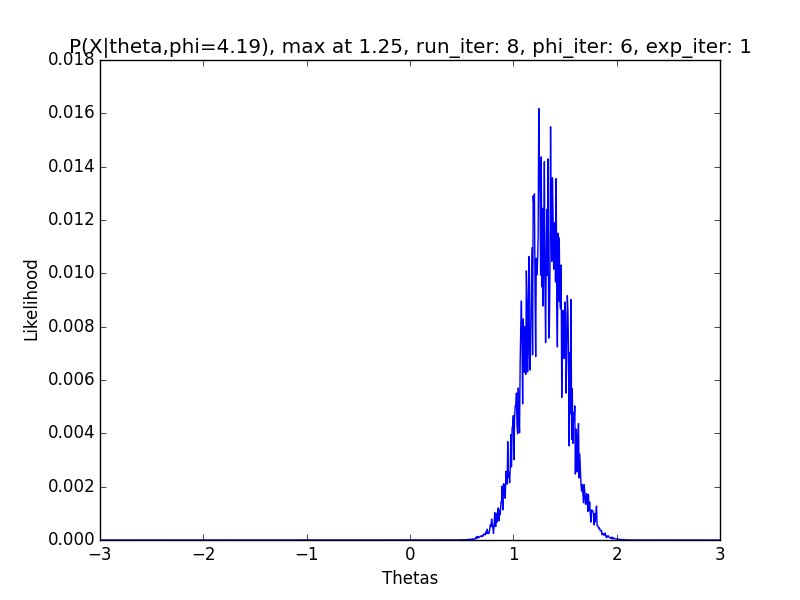 P(X|theta,phi=4.19), max at 1.25, run_iter: 8, phi_iter: 6, exp_iter: 1
0.018
0.016
0.014
0.012
0.010
0.008
0.006
0.004
0.002
0.000
Likelihood
−3 −2 −1 0 1 2 3
Thetas